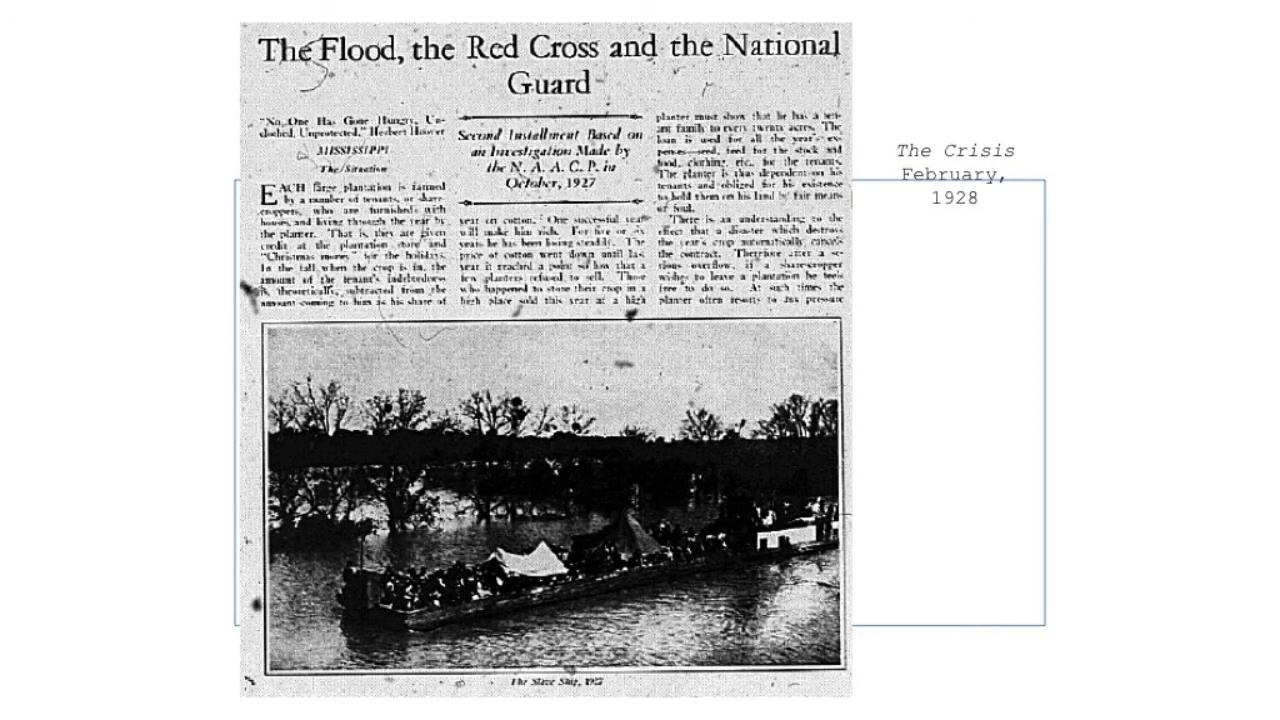 The Flood, the Red Cross and the National
Guard
"No One Has Gone Hungry, Un-
clothed, Unprotected." Herbert Hoover
MISSISSIPPI
The Situation
EACH large plantation is farmed
by a number of tenants, or share-
croppers, who are furnished with
houses, and living through the year by
the planter. That is, they are given
credit at the plantation store and
"Christmas money" for the holidays.
In the fall when the crop is in, the
amount of the tenant's indebtedness
is, theoretically, subtracted from the
amount coming to him as his share of
Second Installment Based on
an Investigation Made by
the N. A. A. C. P. in
October, 1927
year on cotton. One successful year
will make him rich. For five or six
years he has been losing steadily. The
price of cotton went down until last
year it reached a point so low that a
few planters refused to sell. Those
who happened to store their crop in a
high place sold this year at a high
planter must show that he has a ten-
ant family to every twenty acres. The
loan is used for all the year's ex-
penses—seed, feed for the stock and
food, clothing, etc., for the tenants.
The planter is thus dependent on his
tenants and obliged for his existence
to hold them on his land by fair means
or foul.
There is an understanding to the
effect that a disaster which destroys
the year's crop automatically cancels
the contract. Therefore after a se-
rious overflow, if a share-cropper
wishes to leave a plantation he feels
free to do so. At such times the
planter often resorts to any pressure
The Slave Ship, 1927
The Crisis
February,
1928